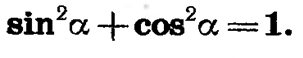 sin²α + cos²α = 1.